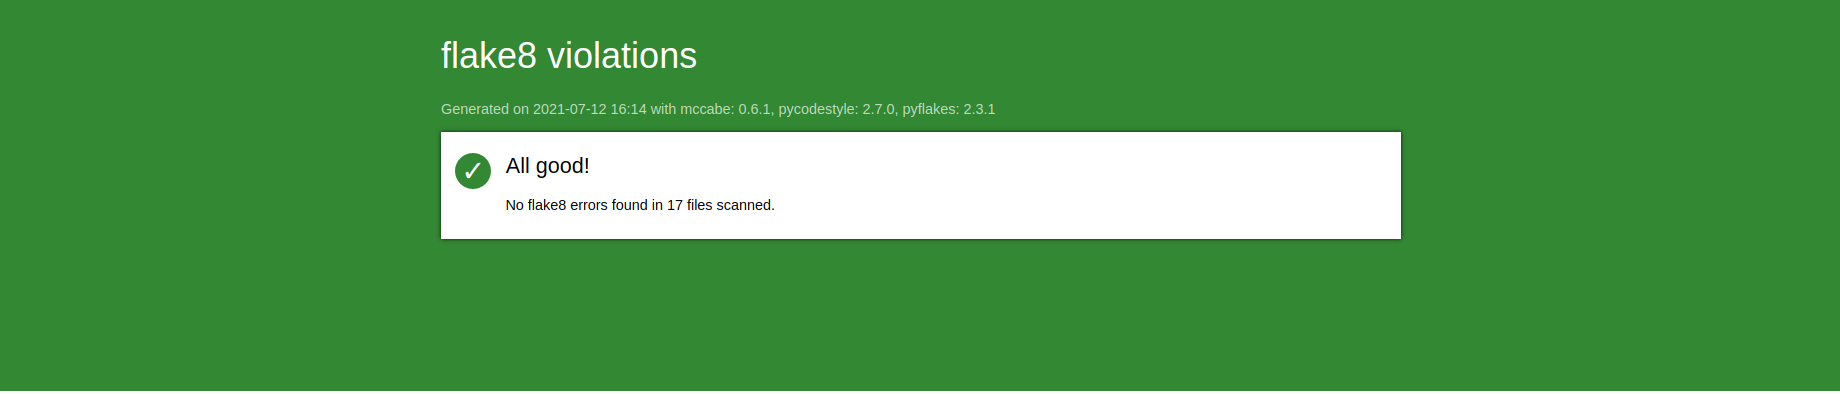 flake8 violations
Generated on 2021-07-12 16:14 with mccabe: 0.6.1, pycodestyle: 2.7.0, pyflakes: 2.3.1
✓ All good!
No flake8 errors found in 17 files scanned.